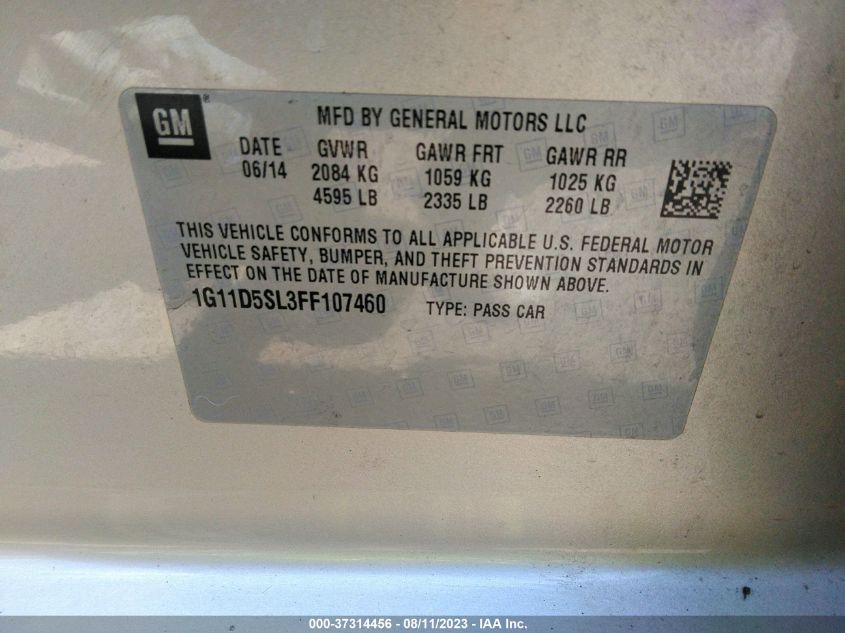 GM®
MFD BY GENERAL MOTORS LLC
DATE GVWR GAWR FRT GAWR RR
06/14 2084 KG 1059 KG 1025 KG
4595 LB 2335 LB 2260 LB
THIS VEHICLE CONFORMS TO ALL APPLICABLE U.S. FEDERAL MOTOR
VEHICLE SAFETY, BUMPER, AND THEFT PREVENTION STANDARDS IN
EFFECT ON THE DATE OF MANUFACTURE SHOWN ABOVE.
1G11D5SL3FF107460 TYPE: PASS CAR
000-37314456 - 08/11/2023 - IAA Inc.